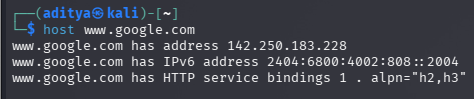 ┌──(aditya㉿kali)-[~]
└─$ host www.google.com
www.google.com has address 142.250.183.228
www.google.com has IPv6 address 2404:6800:4002:808::2004
www.google.com has HTTP service bindings 1 . alpn="h2,h3"